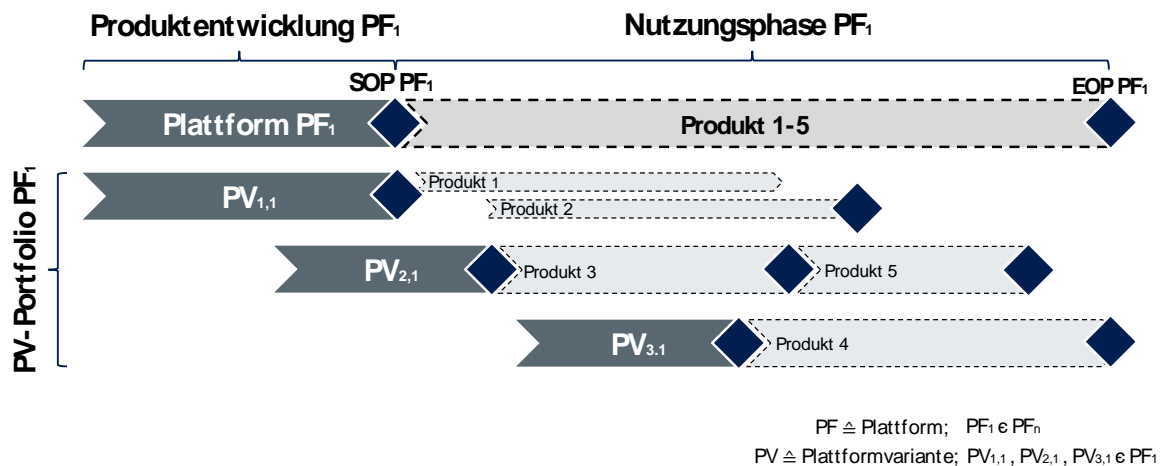 Produktentwicklung PF₁
Nutzungsphase PF₁
SOP PF₁
EOP PF₁
Plattform PF₁
Produkt 1-5
PV-Portfolio PF₁
PV₁,₁
Produkt 1
Produkt 2
PV₂,₁
Produkt 3
Produkt 5
PV₃.₁
Produkt 4
PF ≙ Plattform; PF₁ є PFₙ
PV ≙ Plattformvariante; PV₁,₁ , PV₂,₁ , PV₃,₁ є PF₁